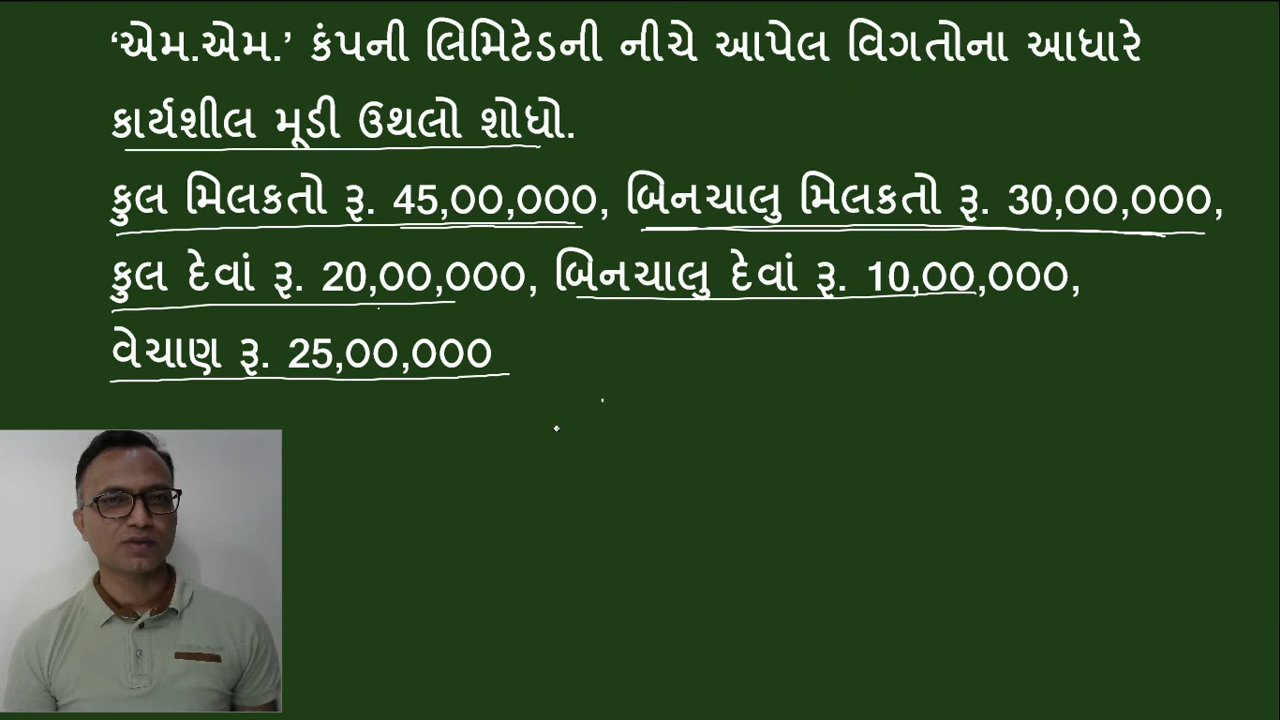 ‘એમ.એમ.’ કંપની લિમિટેડની નીચે આપેલ વિગતોના આધારે
કાર્યશીલ મૂડી ઉથલો શોધો.
કુલ મિલકતો રૂ. 45,00,000, બિનચાલુ મિલકતો રૂ. 30,00,000,
કુલ દેવાં રૂ. 20,00,000, બિનચાલુ દેવાં રૂ. 10,00,000,
વેચાણ રૂ. 25,00,000